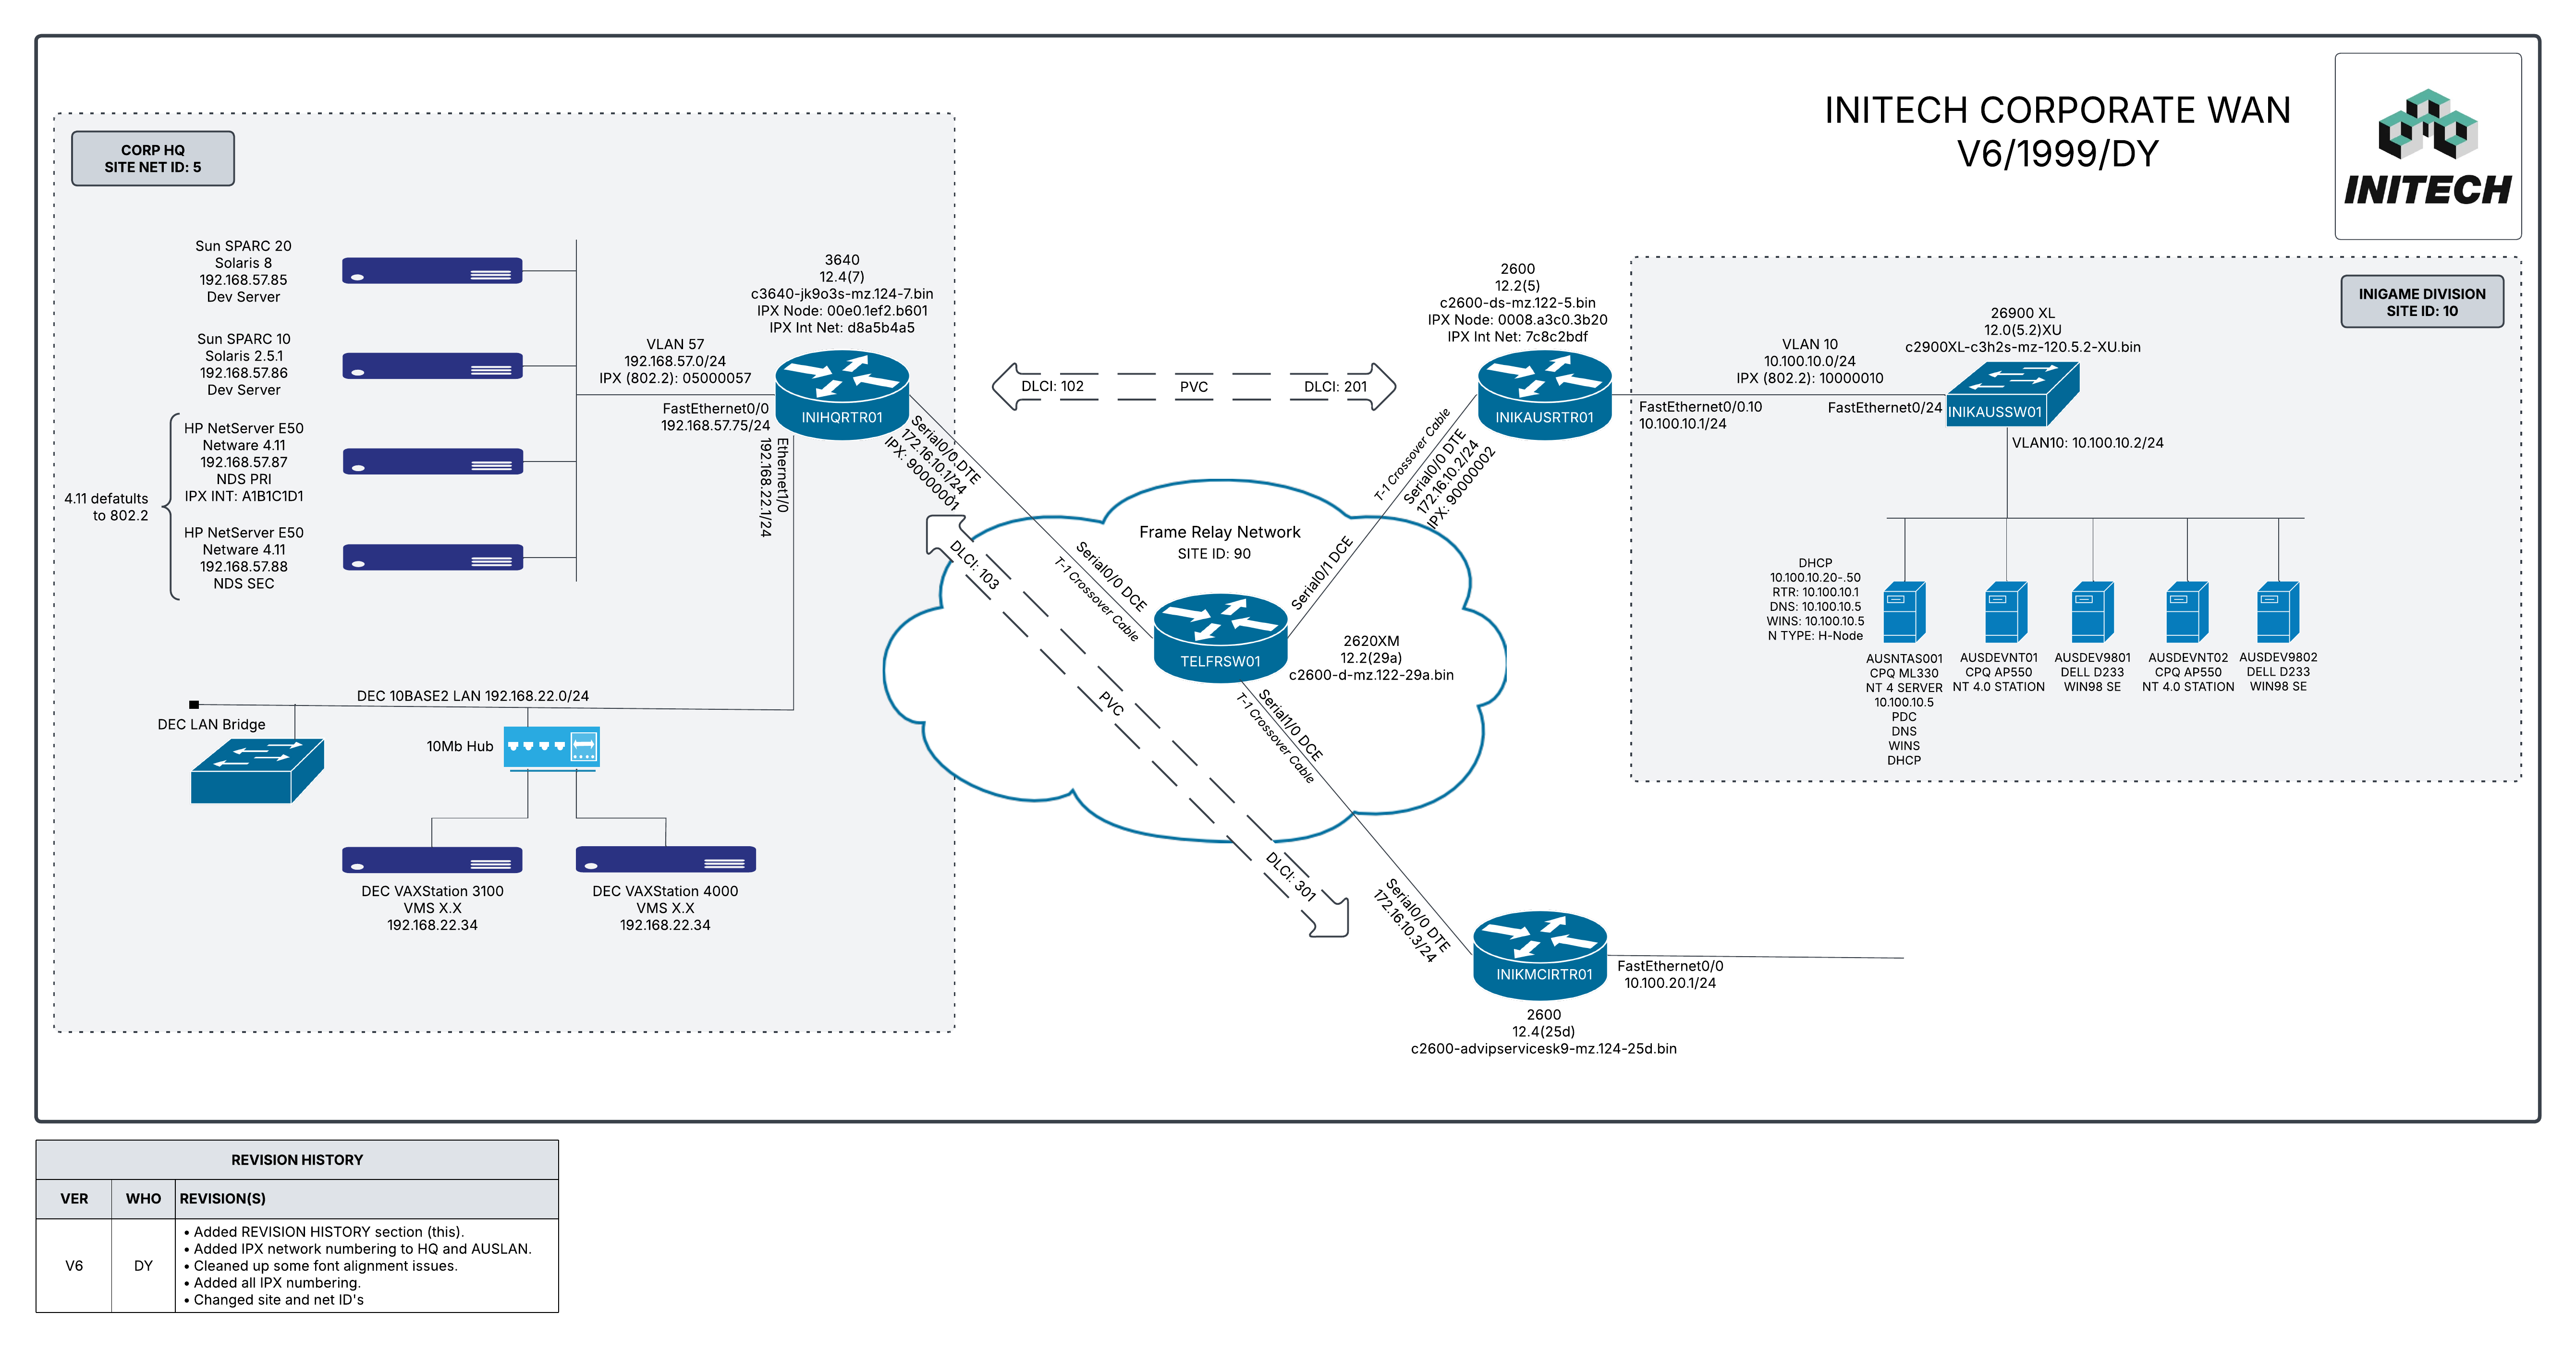 INITECH CORPORATE WAN
V6/1999/DY
INITECH
CORP HQ
SITE NET ID: 5
Sun SPARC 20
Solaris 8
192.168.57.85
Dev Server
Sun SPARC 10
Solaris 2.5.1
192.168.57.86
Dev Server
HP NetServer E50
Netware 4.11
192.168.57.87
NDS PRI
IPX INT: A1B1C1D1
4.11 defatults
to 802.2
HP NetServer E50
Netware 4.11
192.168.57.88
NDS SEC
VLAN 57
192.168.57.0/24
IPX (802.2): 05000057
FastEthernet0/0
192.168.57.75/24
3640
12.4(7)
c3640-jk9o3s-mz.124-7.bin
IPX Node: 00e0.1ef2.b601
IPX Int Net: d8a5b4a5
INIHQRTR01
Ethernet1/0
192.168.22.1/24
Serial0/0 DTE
172.16.10.1/24
IPX: 90000001
DEC 10BASE2 LAN 192.168.22.0/24
DEC LAN Bridge
10Mb Hub
DEC VAXStation 3100
VMS X.X
192.168.22.34
DEC VAXStation 4000
VMS X.X
192.168.22.34
DLCI: 102
PVC
DLCI: 201
DLCI: 103
PVC
DLCI: 301
Frame Relay Network
SITE ID: 90
Serial0/0 DCE
T-1 Crossover Cable
Serial0/1 DCE
TELFRSW01
2620XM
12.2(29a)
c2600-d-mz.122-29a.bin
Serial1/0 DCE
T-1 Crossover Cable
2600
12.2(5)
c2600-ds-mz.122-5.bin
IPX Node: 0008.a3c0.3b20
IPX Int Net: 7c8c2bdf
INIKAUSRTR01
T-1 Crossover Cable
Serial0/0 DTE
172.16.10.2/24
IPX: 90000002
Serial0/0 DTE
172.16.10.3/24
INIKMCIRTR01
FastEthernet0/0
10.100.20.1/24
2600
12.4(25d)
c2600-advipservicesk9-mz.124-25d.bin
INIGAME DIVISION
SITE ID: 10
FastEthernet0/0.10
10.100.10.1/24
VLAN 10
10.100.10.0/24
IPX (802.2): 10000010
FastEthernet0/24
26900 XL
12.0(5.2)XU
c2900XL-c3h2s-mz-120.5.2-XU.bin
INIKAUSSW01
VLAN10: 10.100.10.2/24
DHCP
10.100.10.20-.50
RTR: 10.100.10.1
DNS: 10.100.10.5
WINS: 10.100.10.5
N TYPE: H-Node
AUSNTAS001
CPQ ML330
NT 4 SERVER
10.100.10.5
PDC
DNS
WINS
DHCP
AUSDEVNT01
CPQ AP550
NT 4.0 STATION
AUSDEV9801
DELL D233
WIN98 SE
AUSDEVNT02
CPQ AP550
NT 4.0 STATION
AUSDEV9802
DELL D233
WIN98 SE
REVISION HISTORY
VER WHO REVISION(S)
V6 DY
• Added REVISION HISTORY section (this).
• Added IPX network numbering to HQ and AUSLAN.
• Cleaned up some font alignment issues.
• Added all IPX numbering.
• Changed site and net ID's